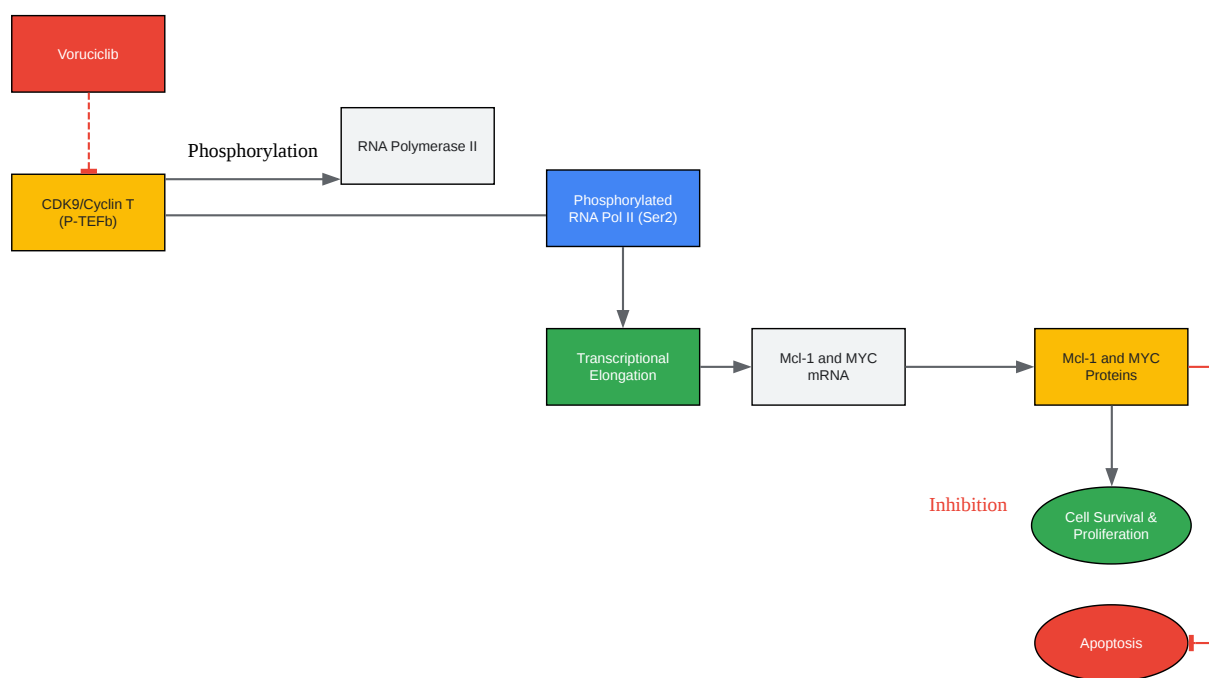 Voruciclib
Phosphorylation
RNA Polymerase II
CDK9/Cyclin T
(P-TEFb)
Phosphorylated
RNA Pol II (Ser2)
Transcriptional
Elongation
Mcl-1 and MYC
mRNA
Mcl-1 and MYC
Proteins
Inhibition
Cell Survival &
Proliferation
Apoptosis